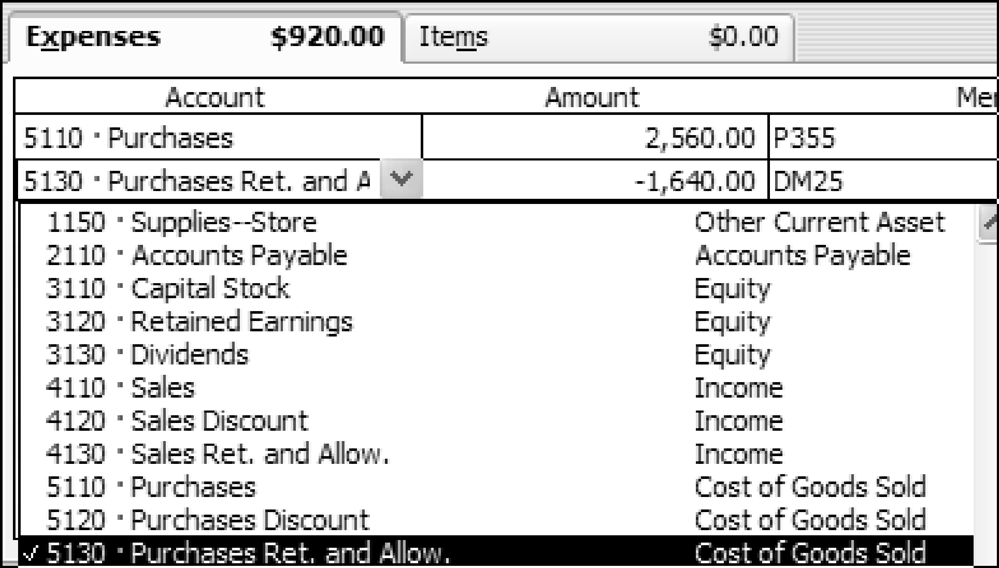 Expenses $920.00 Items $0.00
Account Amount
5110 · Purchases 2,560.00 P355
5130 · Purchases Ret. and A -1,640.00 DM25
1150 · Supplies--Store Other Current Asset
2110 · Accounts Payable Accounts Payable
3110 · Capital Stock Equity
3120 · Retained Earnings Equity
3130 · Dividends Equity
4110 · Sales Income
4120 · Sales Discount Income
4130 · Sales Ret. and Allow. Income
5110 · Purchases Cost of Goods Sold
5120 · Purchases Discount Cost of Goods Sold
✓ 5130 · Purchases Ret. and Allow. Cost of Goods Sold